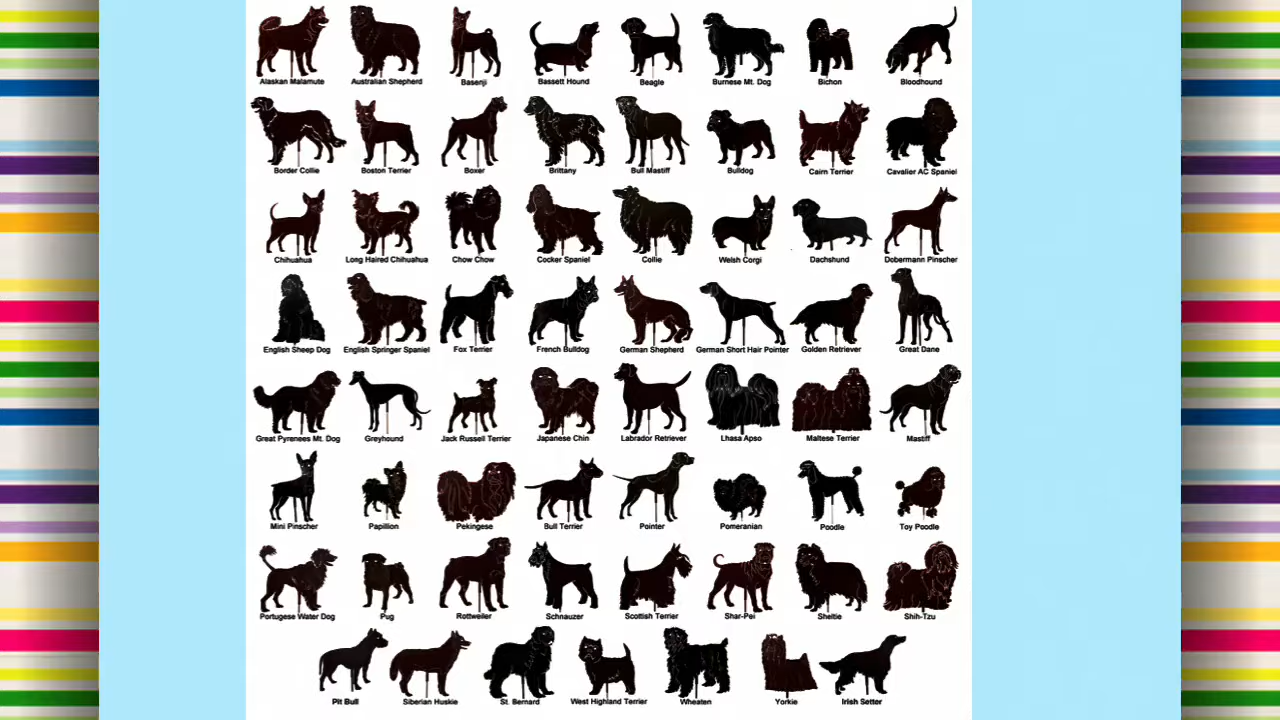 Alaskan Malamute Australian Shepherd Basenji Bassett Hound Beagle Burnese Mt. Dog Bichon Bloodhound
Border Collie Boston Terrier Boxer Brittany Bull Mastiff Bulldog Cairn Terrier Cavalier AC Spaniel
Chihuahua Long Haired Chihuahua Chow Chow Cocker Spaniel Collie Welsh Corgi Dachshund Dobermann Pinscher
English Sheep Dog English Springer Spaniel Fox Terrier French Bulldog German Shepherd German Short Hair Pointer Golden Retriever Great Dane
Great Pyrenees Mt. Dog Greyhound Jack Russell Terrier Japanese Chin Labrador Retriever Lhasa Apso Maltese Terrier Mastiff
Mini Pinscher Papillion Pekingese Bull Terrier Pointer Pomeranian Poodle Toy Poodle
Portugese Water Dog Pug Rottweiler Schnauzer Scottish Terrier Shar-Pei Sheltie Shih-Tzu
Pit Bull Siberian Huskie St. Bernard West Highland Terrier Wheaten Yorkie Irish Setter